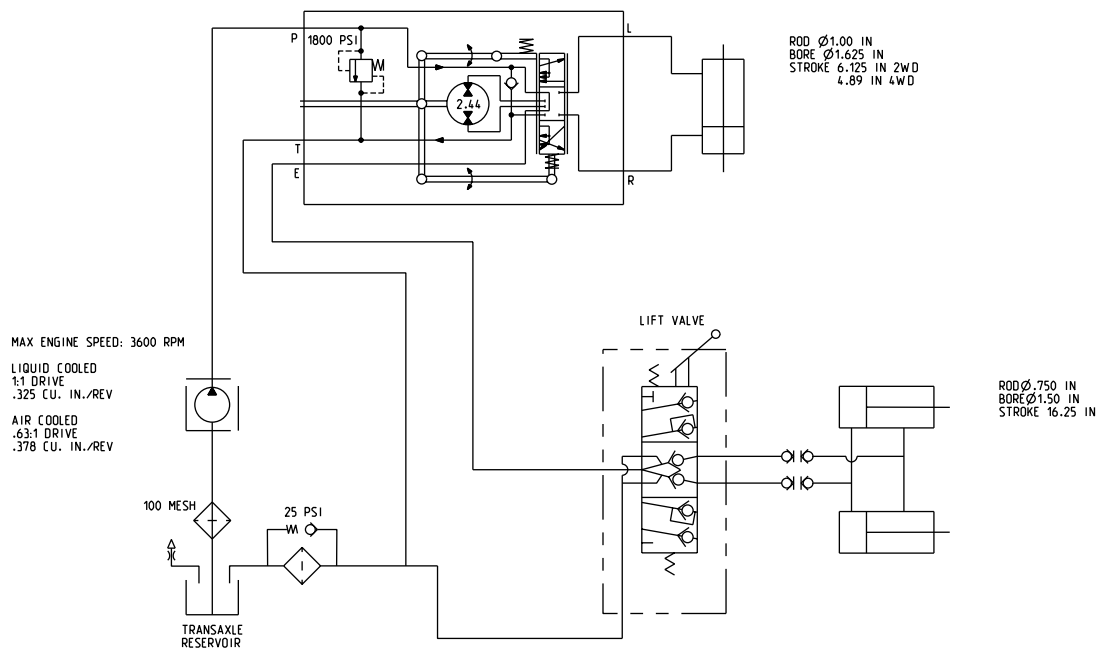 P
1800 PSI
L
T
E
R
2.44
ROD Ø1.00 IN
BORE Ø1.625 IN
STROKE 6.125 IN 2WD
4.89 IN 4WD
MAX ENGINE SPEED: 3600 RPM
LIQUID COOLED
1:1 DRIVE
.325 CU. IN./REV
AIR COOLED
.63:1 DRIVE
.378 CU. IN./REV
LIFT VALVE
RODØ.750 IN
BOREØ1.50 IN
STROKE 16.25 IN
100 MESH
25 PSI
TRANSAXLE
RESERVOIR